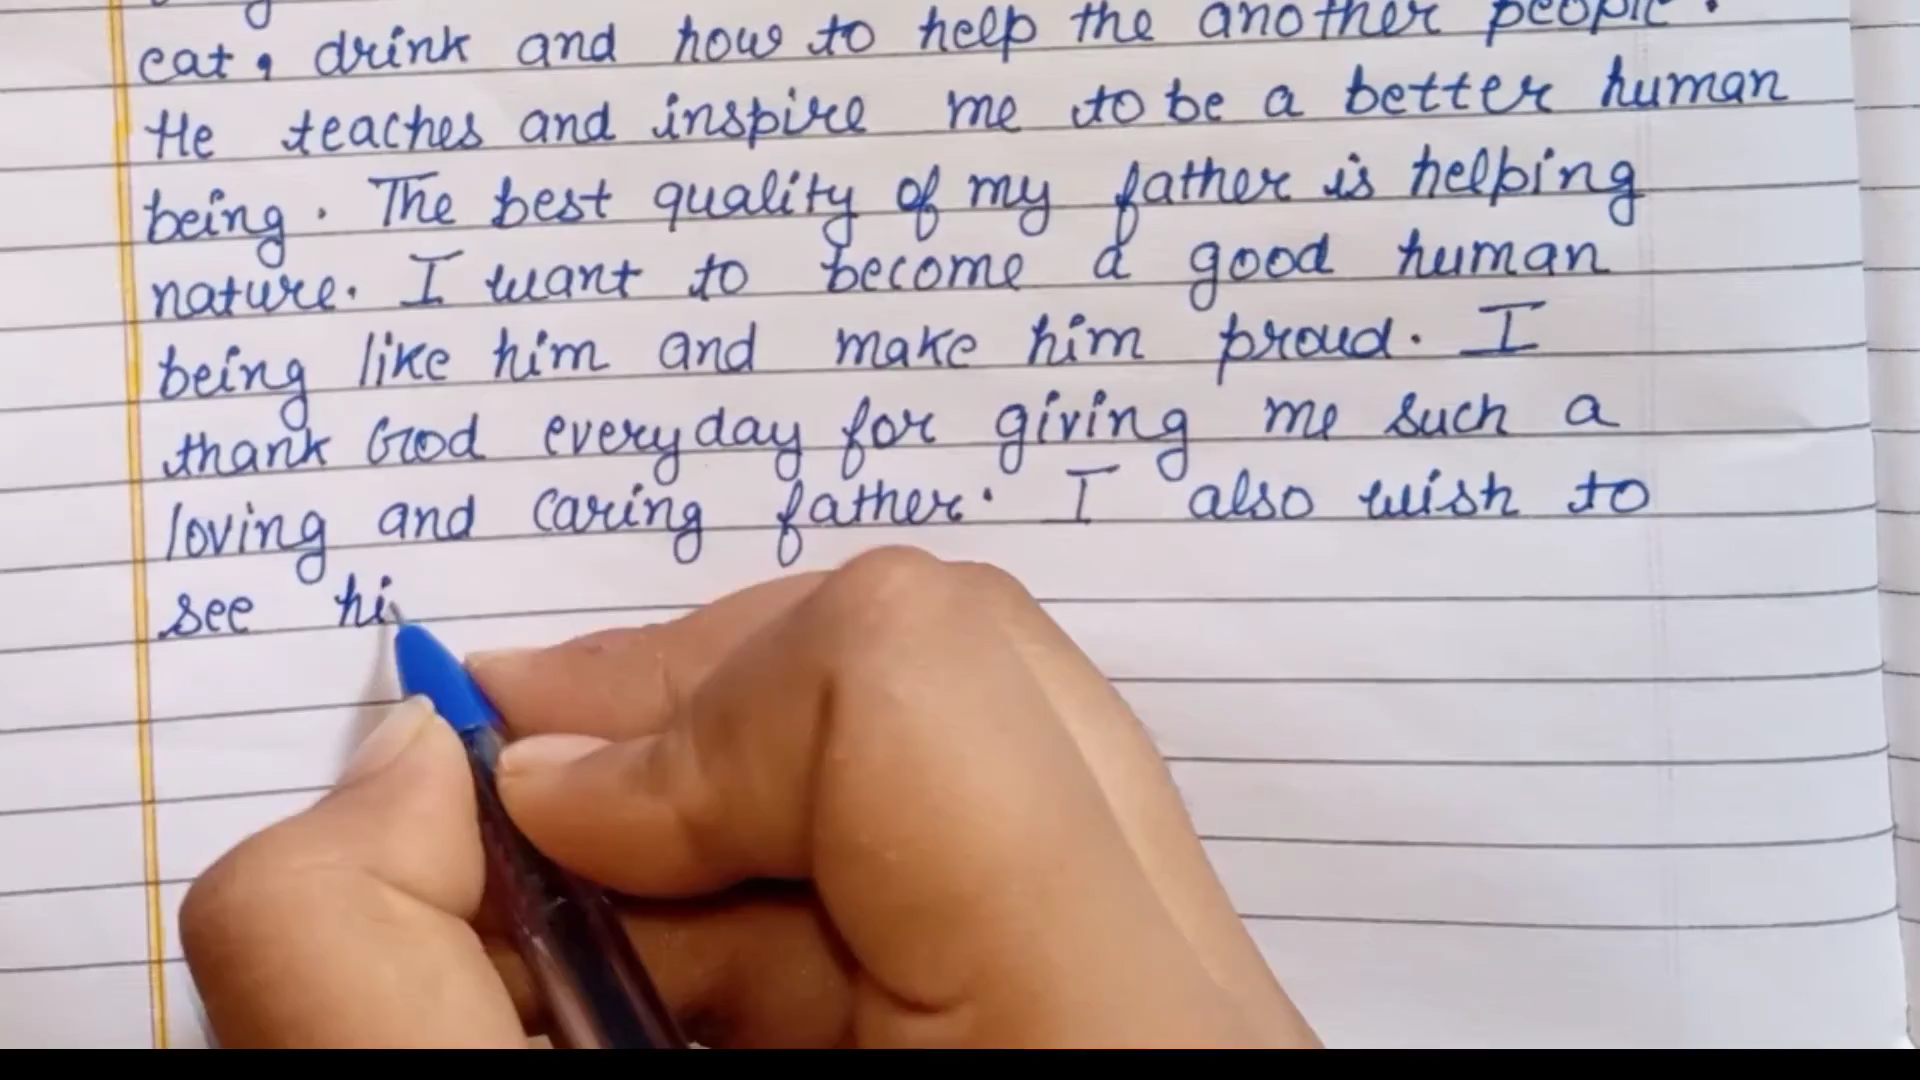 eat, drink and how to help the another people.
He teaches and inspire me to be a better human
being. The best quality of my father is helping
nature. I want to become a good human
being like him and make him proud. I
thank God everyday for giving me such a
loving and caring father. I also wish to
see hi